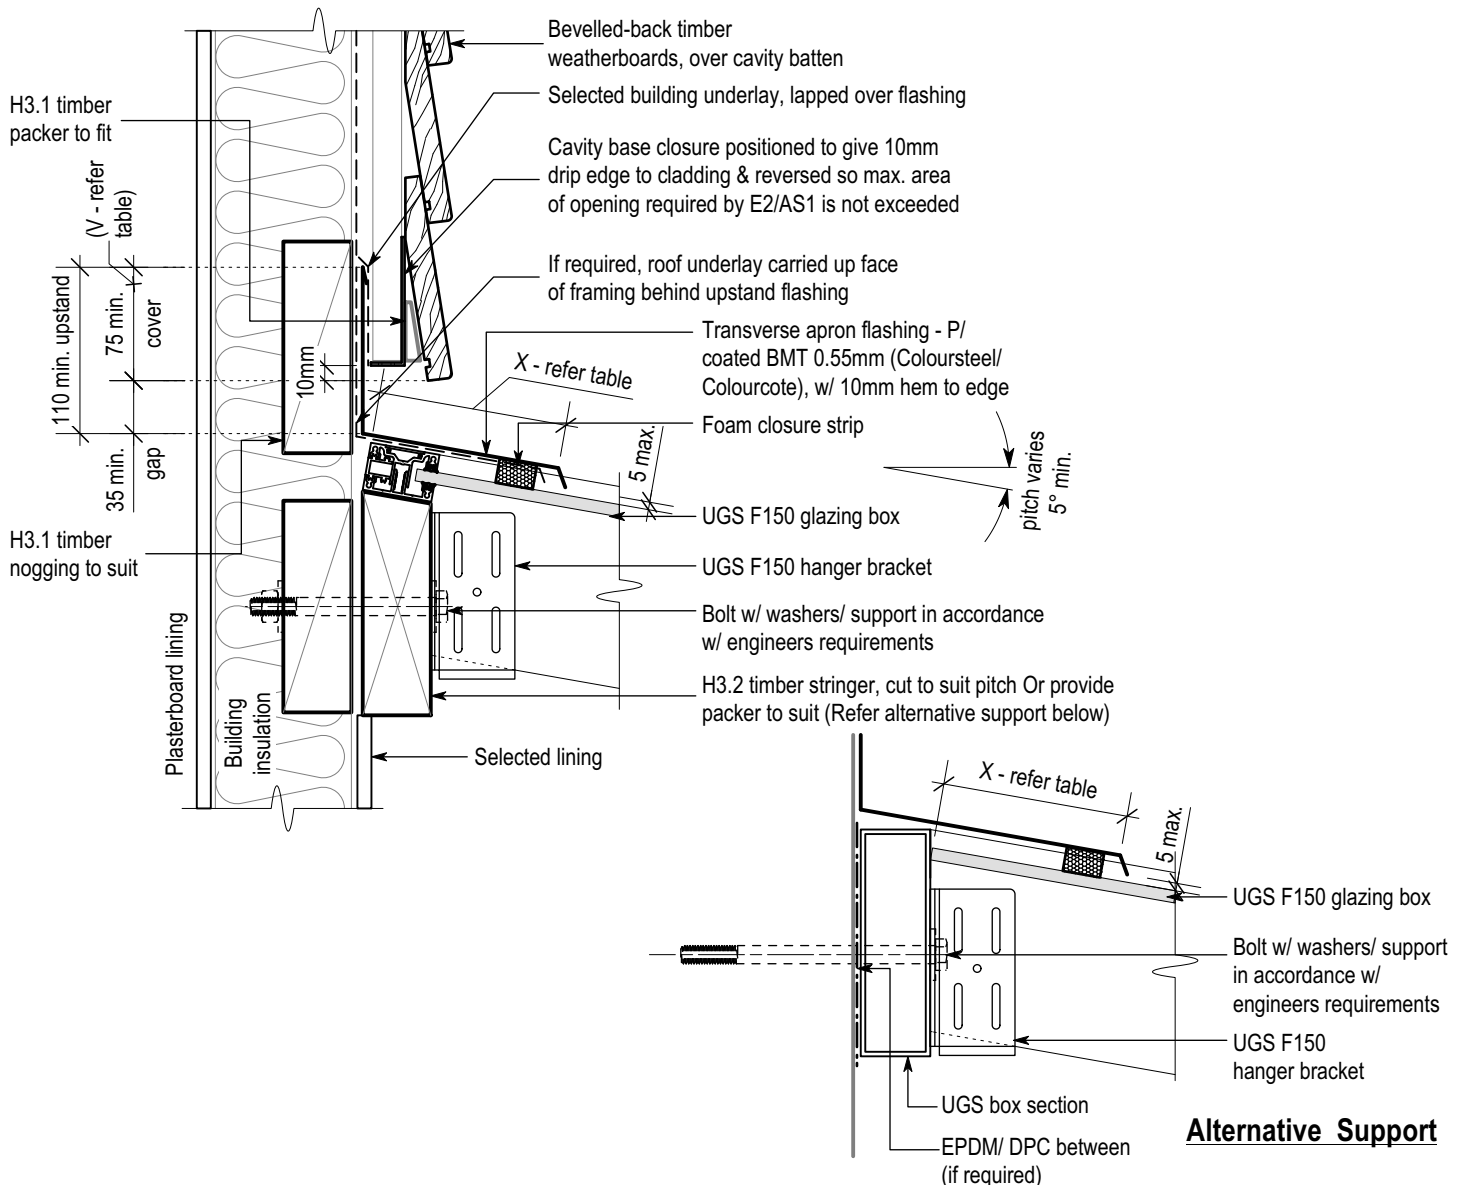 Bevelled-back timber
weatherboards, over cavity batten
Selected building underlay, lapped over flashing
H3.1 timber
packer to fit
Cavity base closure positioned to give 10mm
drip edge to cladding & reversed so max. area
of opening required by E2/AS1 is not exceeded
(V - refer
table)
If required, roof underlay carried up face
of framing behind upstand flashing
110 min. upstand
75 min.
cover
10mm
X - refer table
Transverse apron flashing - P/
coated BMT 0.55mm (Coloursteel/
Colourcote), w/ 10mm hem to edge
Foam closure strip
35 min.
gap
5 max.
pitch varies
5° min.
UGS F150 glazing box
H3.1 timber
nogging to suit
UGS F150 hanger bracket
Bolt w/ washers/ support in accordance
w/ engineers requirements
Plasterboard lining
Building
insulation
H3.2 timber stringer, cut to suit pitch Or provide
packer to suit (Refer alternative support below)
Selected lining
X - refer table
5 max.
UGS F150 glazing box
Bolt w/ washers/ support
in accordance w/
engineers requirements
UGS F150
hanger bracket
UGS box section
Alternative Support
EPDM/ DPC between
(if required)